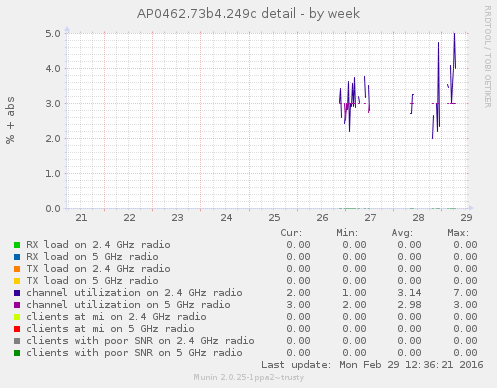 AP0462.73b4.249c detail - by week
RRDTOOL / TOBI OETIKER
% + abs
5.0
4.0
3.0
2.0
1.0
0.0
21 22 23 24 25 26 27 28 29
Cur: Min: Avg: Max:
RX load on 2.4 GHz radio 0.00 0.00 0.00 0.00
RX load on 5 GHz radio 0.00 0.00 0.00 0.00
TX load on 2.4 GHz radio 0.00 0.00 0.00 0.00
TX load on 5 GHz radio 0.00 0.00 0.00 0.00
channel utilization on 2.4 GHz radio 2.00 1.00 3.14 7.00
channel utilization on 5 GHz radio 3.00 2.00 2.98 3.00
clients at mi on 2.4 GHz radio 0.00 0.00 0.00 0.00
clients at mi on 5 GHz radio 0.00 0.00 0.00 0.00
clients with poor SNR on 2.4 GHz radio 0.00 0.00 0.00 0.00
clients with poor SNR on 5 GHz radio 0.00 0.00 0.00 0.00
Last update: Mon Feb 29 12:36:21 2016
Munin 2.0.25-1ppa2~trusty